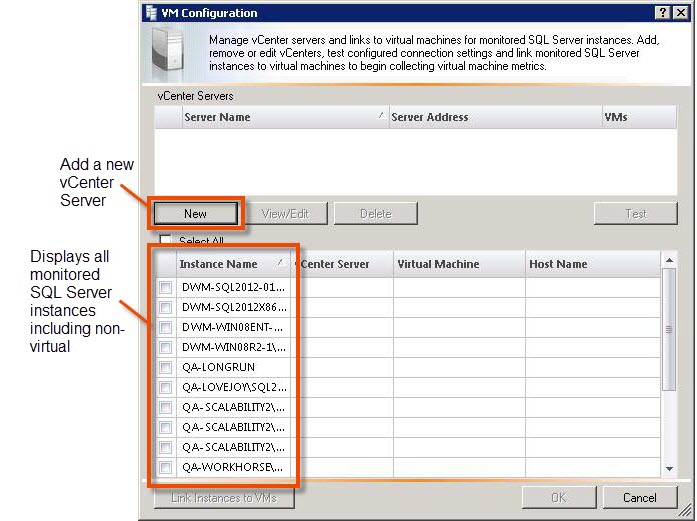 VM Configuration
Manage vCenter servers and links to virtual machines for monitored SQL Server instances. Add,
remove or edit vCenters, test configured connection settings and link monitored SQL Server
instances to virtual machines to begin collecting virtual machine metrics.
vCenter Servers
Server Name Server Address VMs
Add a new
vCenter
Server
New View/Edit Delete Test
Select All
Displays all
monitored
SQL Server
instances
including non-
virtual
Instance Name Center Server Virtual Machine Host Name
DWM-SQL2012-01...
DWM-SQL2012X86...
DWM-WIN08ENT-...
DWM-WIN08R2-1\...
QA-LONGRUN
QA-LOVEJOY\SQL2...
QA-SCALABILITY2\...
QA-SCALABILITY2\...
QA-SCALABILITY2\...
QA-WORKHORSE\...
Link Instances to VMs OK Cancel